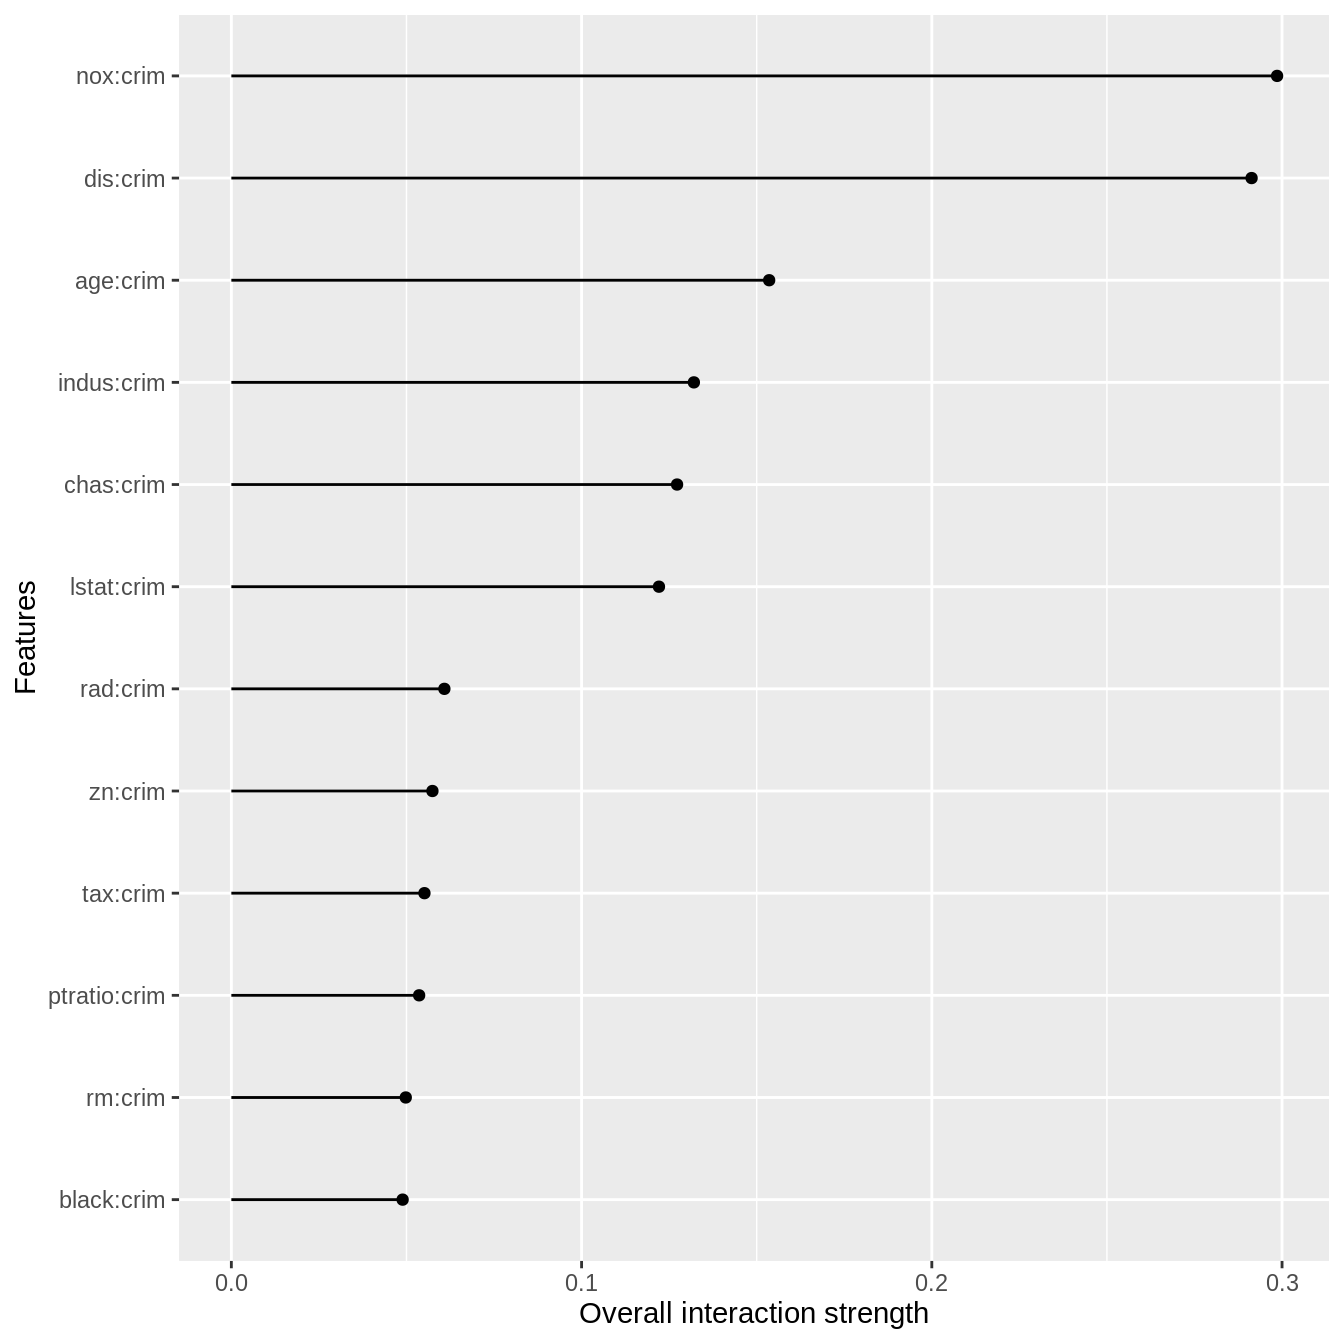 nox:crim
dis:crim
age:crim
indus:crim
chas:crim
lstat:crim
rad:crim
zn:crim
tax:crim
ptratio:crim
rm:crim
black:crim
Features
0.0 0.1 0.2 0.3
Overall interaction strength